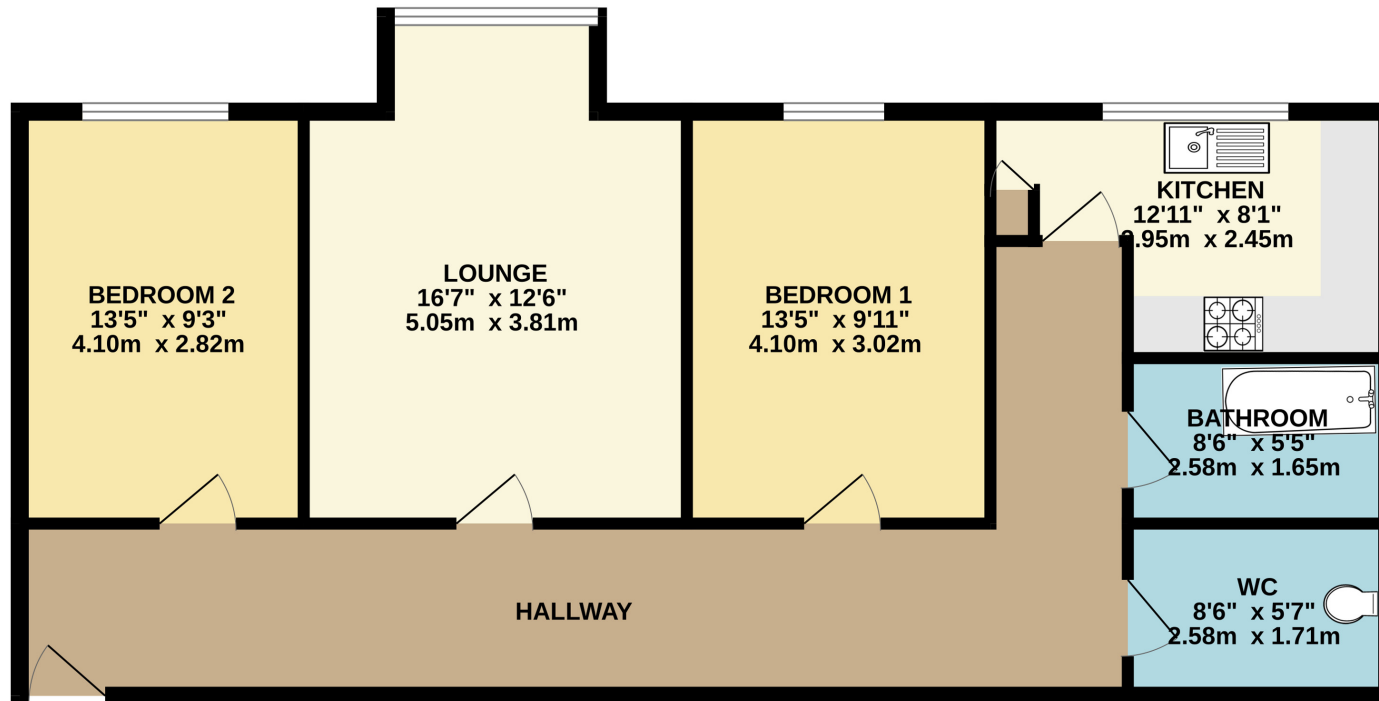 BEDROOM 2
13'5" x 9'3"
4.10m x 2.82m
LOUNGE
16'7" x 12'6"
5.05m x 3.81m
BEDROOM 1
13'5" x 9'11"
4.10m x 3.02m
KITCHEN
12'11" x 8'1"
3.95m x 2.45m
BATHROOM
8'6" x 5'5"
2.58m x 1.65m
HALLWAY
WC
8'6" x 5'7"
2.58m x 1.71m